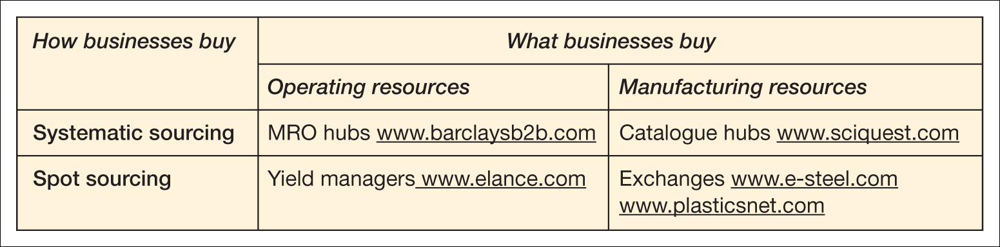 How businesses buy
What businesses buy
Operating resources
Manufacturing resources
Systematic sourcing
MRO hubs www.barclaysb2b.com
Catalogue hubs www.sciquest.com
Spot sourcing
Yield managers www.elance.com
Exchanges www.e-steel.com
www.plasticsnet.com